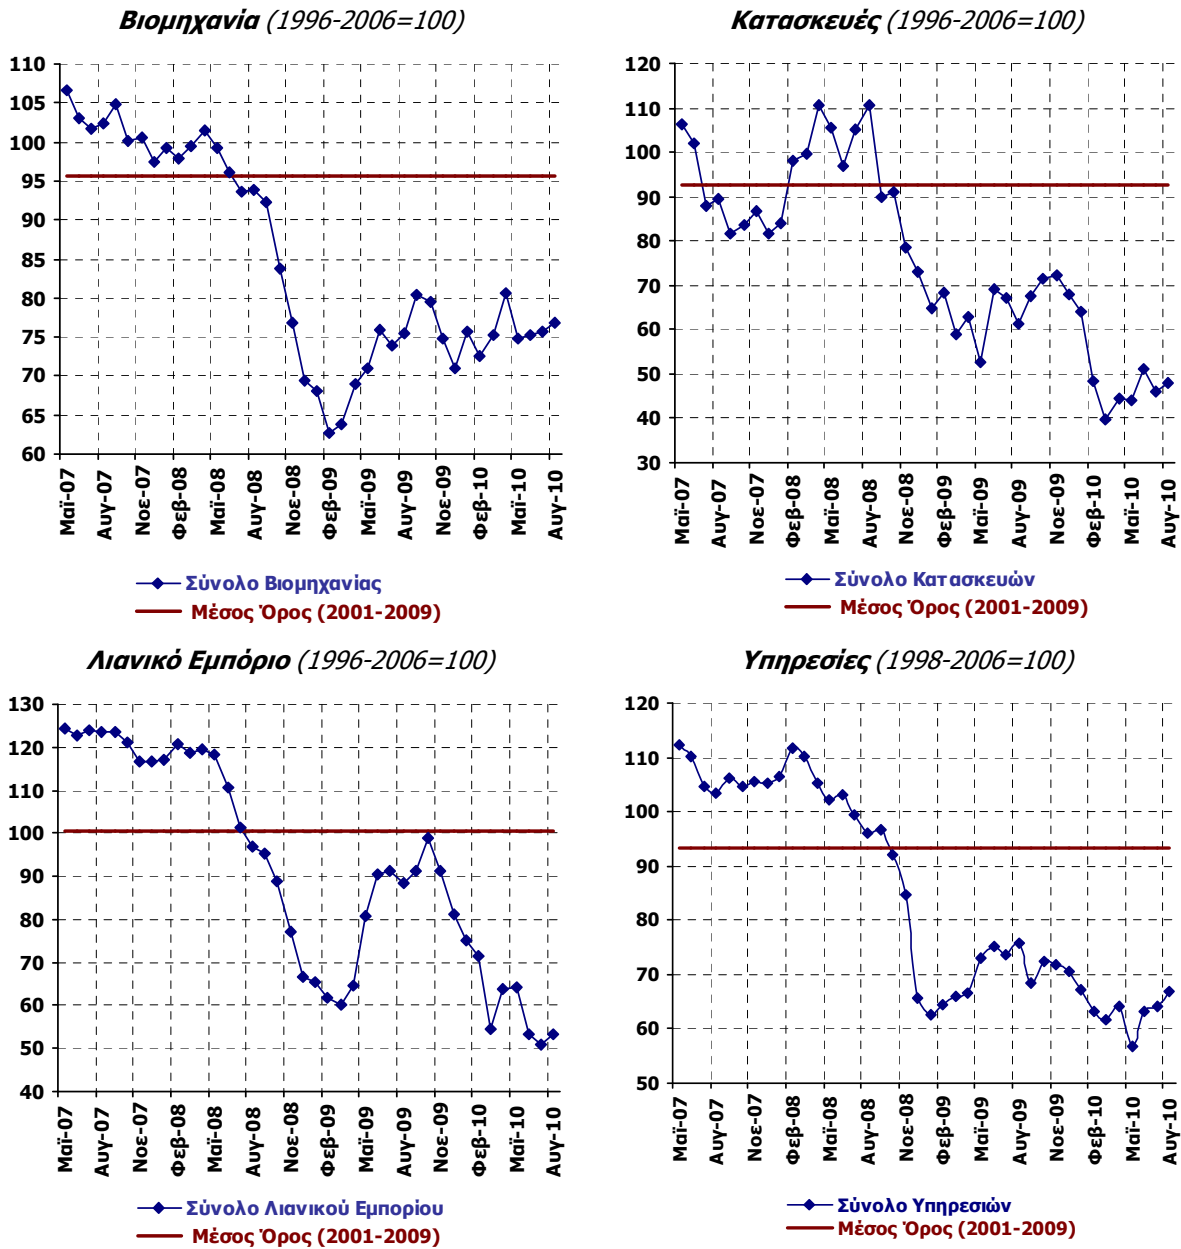 Βιομηχανία (1996-2006=100)
110
105
100
95
90
85
80
75
70
65
60
Μαϊ-07
Αυγ-07
Νοε-07
Φεβ-08
Μαϊ-08
Αυγ-08
Νοε-08
Φεβ-09
Μαϊ-09
Αυγ-09
Νοε-09
Φεβ-10
Μαϊ-10
Αυγ-10
Σύνολο Βιομηχανίας
Μέσος Όρος (2001-2009)
Κατασκευές (1996-2006=100)
120
110
100
90
80
70
60
50
40
30
Μαϊ-07
Αυγ-07
Νοε-07
Φεβ-08
Μαϊ-08
Αυγ-08
Νοε-08
Φεβ-09
Μαϊ-09
Αυγ-09
Νοε-09
Φεβ-10
Μαϊ-10
Αυγ-10
Σύνολο Κατασκευών
Μέσος Όρος (2001-2009)
Λιανικό Εμπόριο (1996-2006=100)
130
120
110
100
90
80
70
60
50
40
Μαϊ-07
Αυγ-07
Νοε-07
Φεβ-08
Μαϊ-08
Αυγ-08
Νοε-08
Φεβ-09
Μαϊ-09
Αυγ-09
Νοε-09
Φεβ-10
Μαϊ-10
Αυγ-10
Σύνολο Λιανικού Εμπορίου
Μέσος Όρος (2001-2009)
Υπηρεσίες (1998-2006=100)
120
110
100
90
80
70
60
50
Μαϊ-07
Αυγ-07
Νοε-07
Φεβ-08
Μαϊ-08
Αυγ-08
Νοε-08
Φεβ-09
Μαϊ-09
Αυγ-09
Νοε-09
Φεβ-10
Μαϊ-10
Αυγ-10
Σύνολο Υπηρεσιών
Μέσος Όρος (2001-2009)